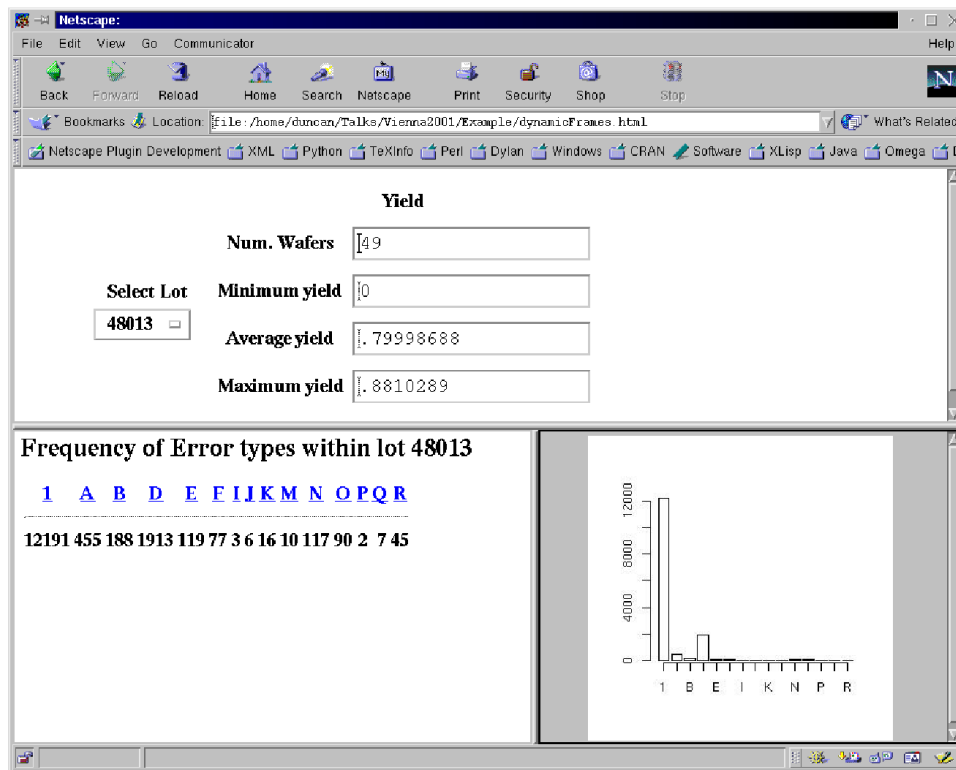 Netscape:
File Edit View Go Communicator Help
Back Forward Reload Home Search Netscape Print Security Shop Stop
My
N
Bookmarks Location: file:/home/duncan/Talks/Vienna2001/Example/dynamicFrames.html What's Related
Netscape Plugin Development XML Python TeXInfo Perl Dylan Windows CRAN Software XLisp Java Omega
Yield
Num. Wafers 49
Select Lot
48013
Minimum yield 0
Average yield .79998688
Maximum yield .8810289
Frequency of Error types within lot 48013
1 A B D E F I J K M N O P Q R
12191 455 188 1913 119 77 3 6 16 10 117 90 2 7 45
12000
8000
4000
0
1 B E I K N P R